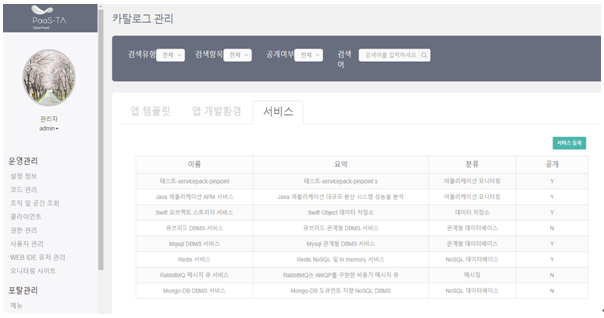 PaaS-TA
카탈로그 관리
검색유형 전체 검색항목 전체 공개여부 전체 검색어 검색어를 입력하세요
관리자
admin
앱 템플릿 앱 개발환경 서비스
서비스 등록
운영관리
설정 정보
코드 관리
조직 및 공간 조회
클라이언트
권한 관리
사용자 관리
WEB IDE 유저 관리
모니터링 사이트
포탈관리
메뉴
이름 요약 분류 공개
테스트-servicepack-pinpoint 테스트-servicepack-pinpoint s 어플리케이션 모니터링 Y
Java 애플리케이션 APM 서비스 Java 애플리케이션 대규모 분산 시스템 성능을 분석 어플리케이션 모니터링 Y
Swift 오브젝트 스토리지 서비스 Swift Object 데이터 저장소 데이터 저장소 Y
큐브리드 DBMS 서비스 큐브리드 관계형 DBMS 서비스 관계형 데이터베이스 N
Mysql DBMS 서비스 Mysql 관계형 DBMS 서비스 관계형 데이터베이스 Y
Redis 서비스 Redis NoSQL 및 In memory 서비스 NoSQL 데이터베이스 Y
RabbitMQ 메시지 큐 서비스 RabbitMQ는 AMQP를 구현한 비동기 메시지 큐 메시징 N
Mongo-DB DBMS 서비스 Mongo-DB 도큐먼트 지향 NoSQL DBMS NoSQL 데이터베이스 N